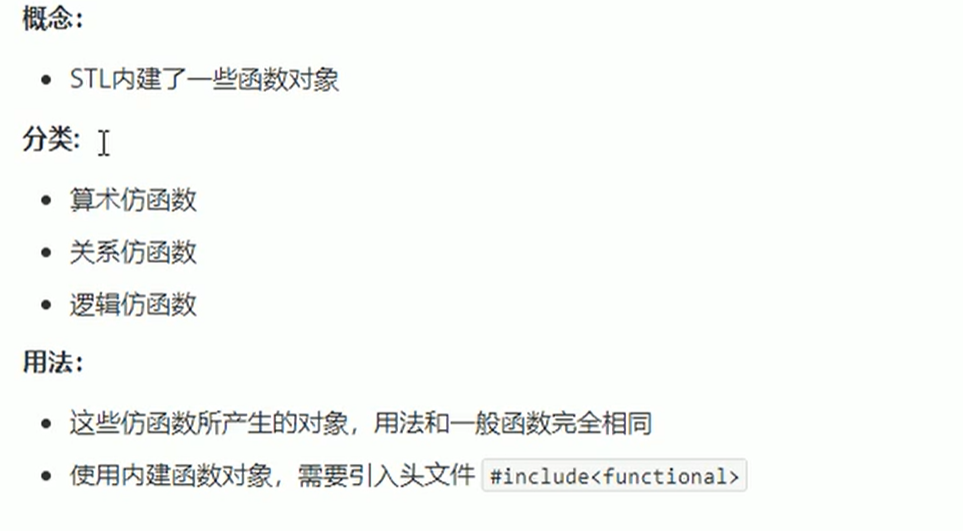 概念：
STL内建了一些函数对象
分类:
算术仿函数
关系仿函数
逻辑仿函数
用法：
这些仿函数所产生的对象，用法和一般函数完全相同
使用内建函数对象，需要引入头文件 #include<functional>